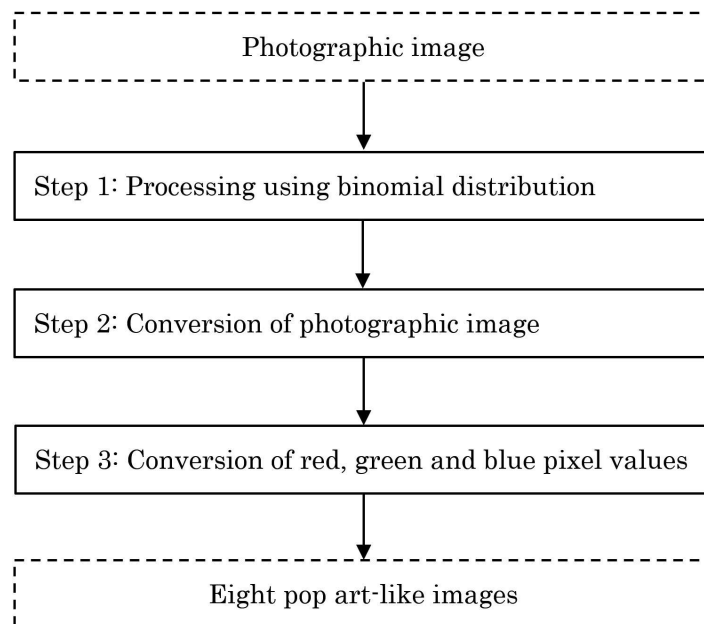 Photographic image
Step 1: Processing using binomial distribution
Step 2: Conversion of photographic image
Step 3: Conversion of red, green and blue pixel values
Eight pop art-like images